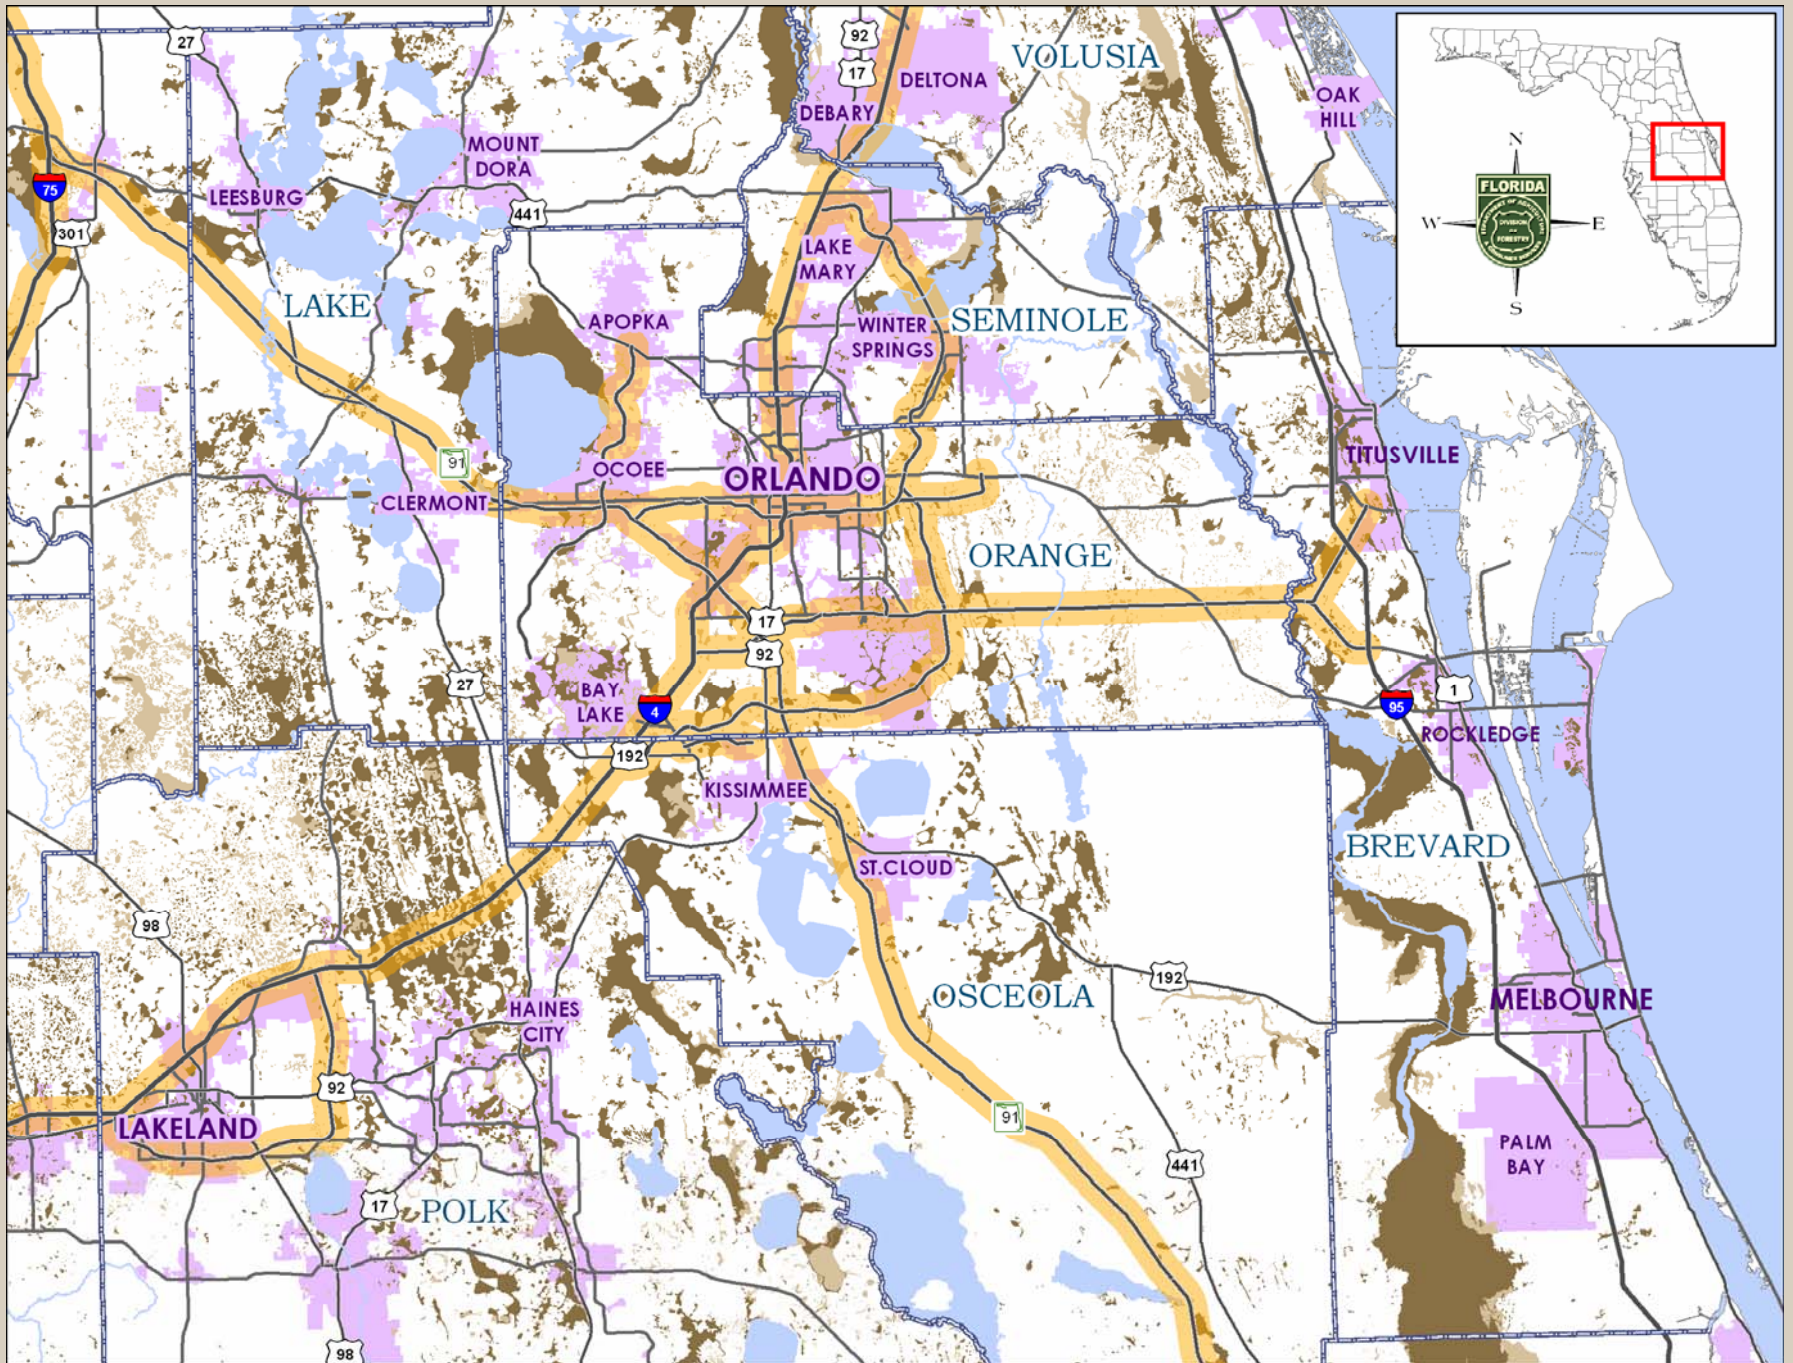 27
92
17
VOLUSIA
DELTONA
DEBARY
OAK
HILL
N
FLORIDA
DIVISION
FORESTRY
W
E
S
MOUNT
DORA
75
LEESBURG
441
301
LAKE
MARY
LAKE
APOPKA
WINTER
SPRINGS
SEMINOLE
91
OCOEE
ORLANDO
TITUSVILLE
CLERMONT
ORANGE
17
92
27
BAY
LAKE
4
1
95
ROCKLEDGE
192
KISSIMMEE
BREVARD
ST.CLOUD
98
192
OSCEOLA
MELBOURNE
HAINES
CITY
92
91
LAKELAND
PALM
BAY
441
17
POLK
98